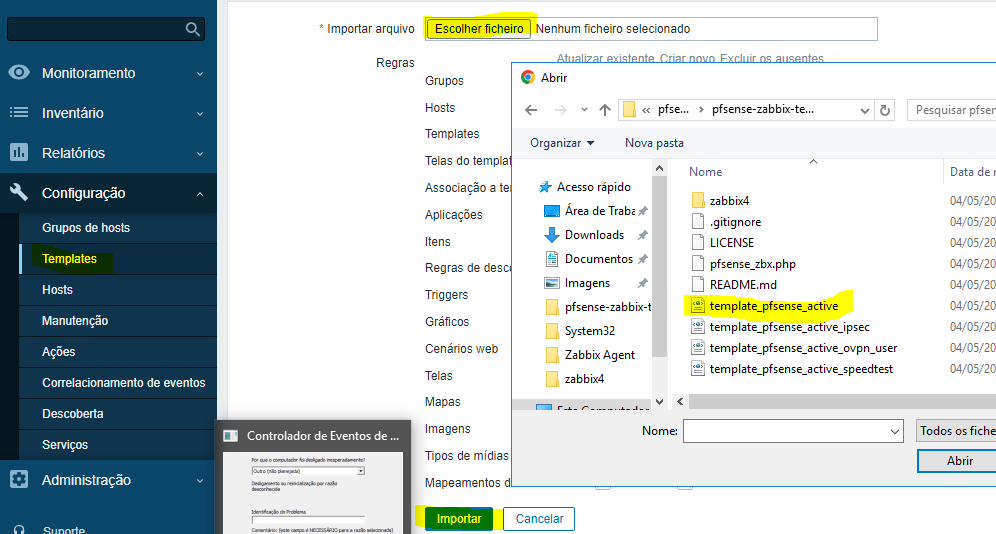 Monitoramento
Inventário
Relatórios
Configuração
Grupos de hosts
Templates
Hosts
Manutenção
Ações
Correlacionamento de eventos
Descoberta
Serviços
Administração
Suporte
* Importar arquivo Escolher ficheiro Nenhum ficheiro selecionado
Regras Atualizar existente Criar novo Excluir os ausentes
Grupos
Hosts
Templates
Telas do templat
Associação a te
Aplicações
Itens
Regras de desc
Triggers
Gráficos
Cenários web
Telas
Mapas
Imagens
Tipos de mídias
Mapeamentos d
Importar Cancelar
Abrir
« pfse... › pfsense-zabbix-te...
Pesquisar pfsen
Organizar Nova pasta
Acesso rápido
Área de Traba
Downloads
Documentos
Imagens
pfsense-zabbix-t
System32
Zabbix Agent
zabbix4
Este Computador
Nome Data de
zabbix4 04/05/20
.gitignore 04/05/20
LICENSE 04/05/20
pfsense_zbx.php 04/05/20
README.md 04/05/20
template_pfsense_active 04/05/20
template_pfsense_active_ipsec 04/05/20
template_pfsense_active_ovpn_user 04/05/20
template_pfsense_active_speedtest 04/05/20
Nome: Todos os fiche
Abrir
Controlador de Eventos de ...
Por que o computador foi desligado inesperadamente?
Outro (não planejada)
Desligamento ou reinicialização por razão
desconhecida
Identificação do Problema
Comentário: (este campo é NECESSÁRIO para a razão selecionada)